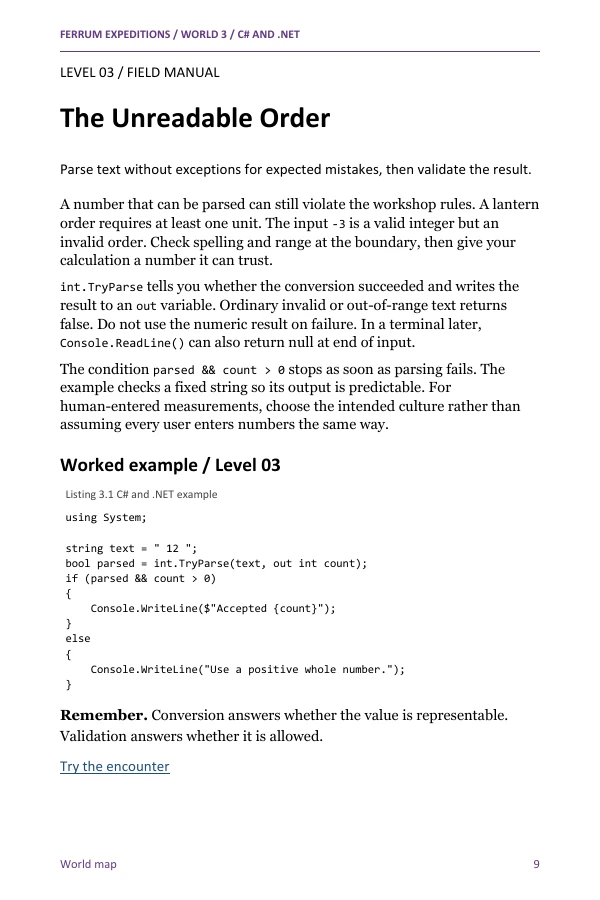 FERRUM EXPEDITIONS / WORLD 3 / C# AND .NET
LEVEL 03 / FIELD MANUAL
The Unreadable Order
Parse text without exceptions for expected mistakes, then validate the result.
A number that can be parsed can still violate the workshop rules. A lantern
order requires at least one unit. The input -3 is a valid integer but an
invalid order. Check spelling and range at the boundary, then give your
calculation a number it can trust.
int.TryParse tells you whether the conversion succeeded and writes the
result to an out variable. Ordinary invalid or out-of-range text returns
false. Do not use the numeric result on failure. In a terminal later,
Console.ReadLine() can also return null at end of input.
The condition parsed && count > 0 stops as soon as parsing fails. The
example checks a fixed string so its output is predictable. For
human-entered measurements, choose the intended culture rather than
assuming every user enters numbers the same way.
Worked example / Level 03
Listing 3.1 C# and .NET example
using System;

string text = " 12 ";
bool parsed = int.TryParse(text, out int count);
if (parsed && count > 0)
{
    Console.WriteLine($"Accepted {count}");
}
else
{
    Console.WriteLine("Use a positive whole number.");
}
Remember. Conversion answers whether the value is representable.
Validation answers whether it is allowed.
Try the encounter
World map 9